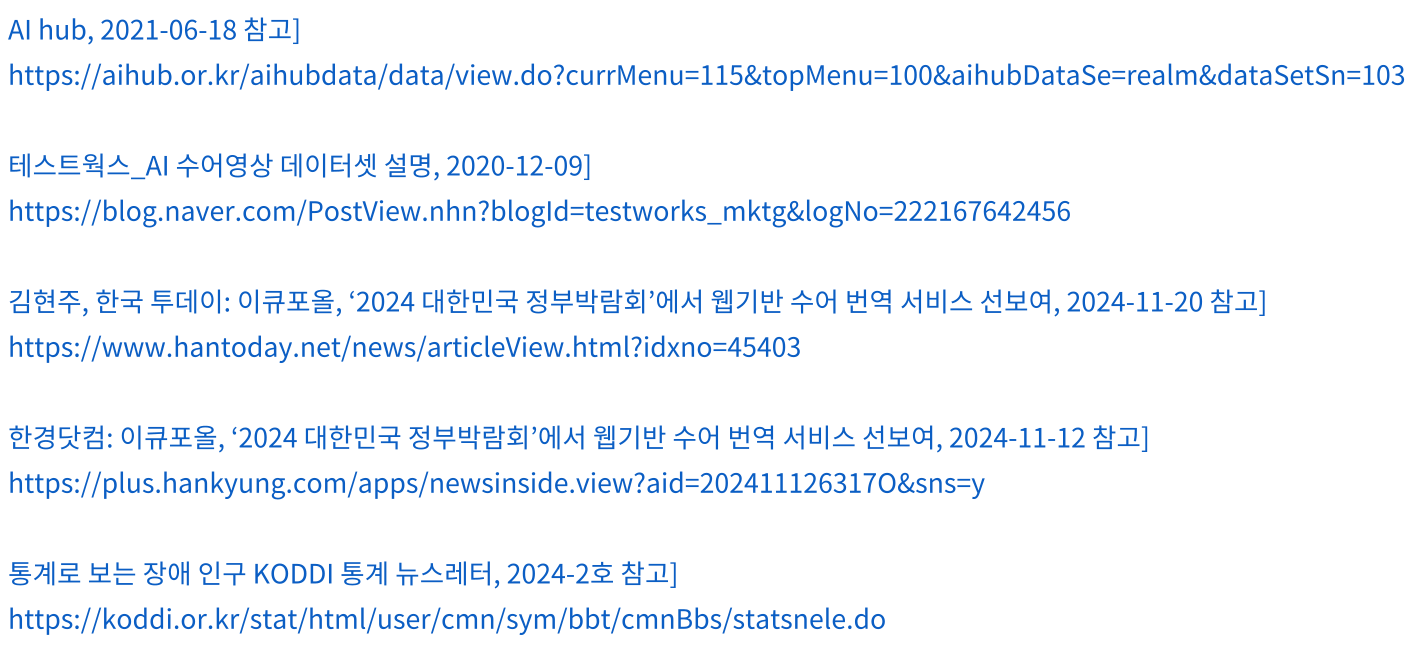 AI hub, 2021-06-18 참고]
https://aihub.or.kr/aihubdata/data/view.do?currMenu=115&topMenu=100&aihubDataSe=realm&dataSetSn=103
테스트웍스_AI 수어영상 데이터셋 설명, 2020-12-09]
https://blog.naver.com/PostView.nhn?blogId=testworks_mktg&logNo=222167642456
김현주, 한국 투데이: 이큐포올, ‘2024 대한민국 정부박람회’에서 웹기반 수어 번역 서비스 선보여, 2024-11-20 참고]
https://www.hantoday.net/news/articleView.html?idxno=45403
한경닷컴: 이큐포올, ‘2024 대한민국 정부박람회’에서 웹기반 수어 번역 서비스 선보여, 2024-11-12 참고]
https://plus.hankyung.com/apps/newsinside.view?aid=202411126317O&sns=y
통계로 보는 장애 인구 KODDI 통계 뉴스레터, 2024-2호 참고]
https://koddi.or.kr/stat/html/user/cmn/sym/bbt/cmnBbs/statsnele.do